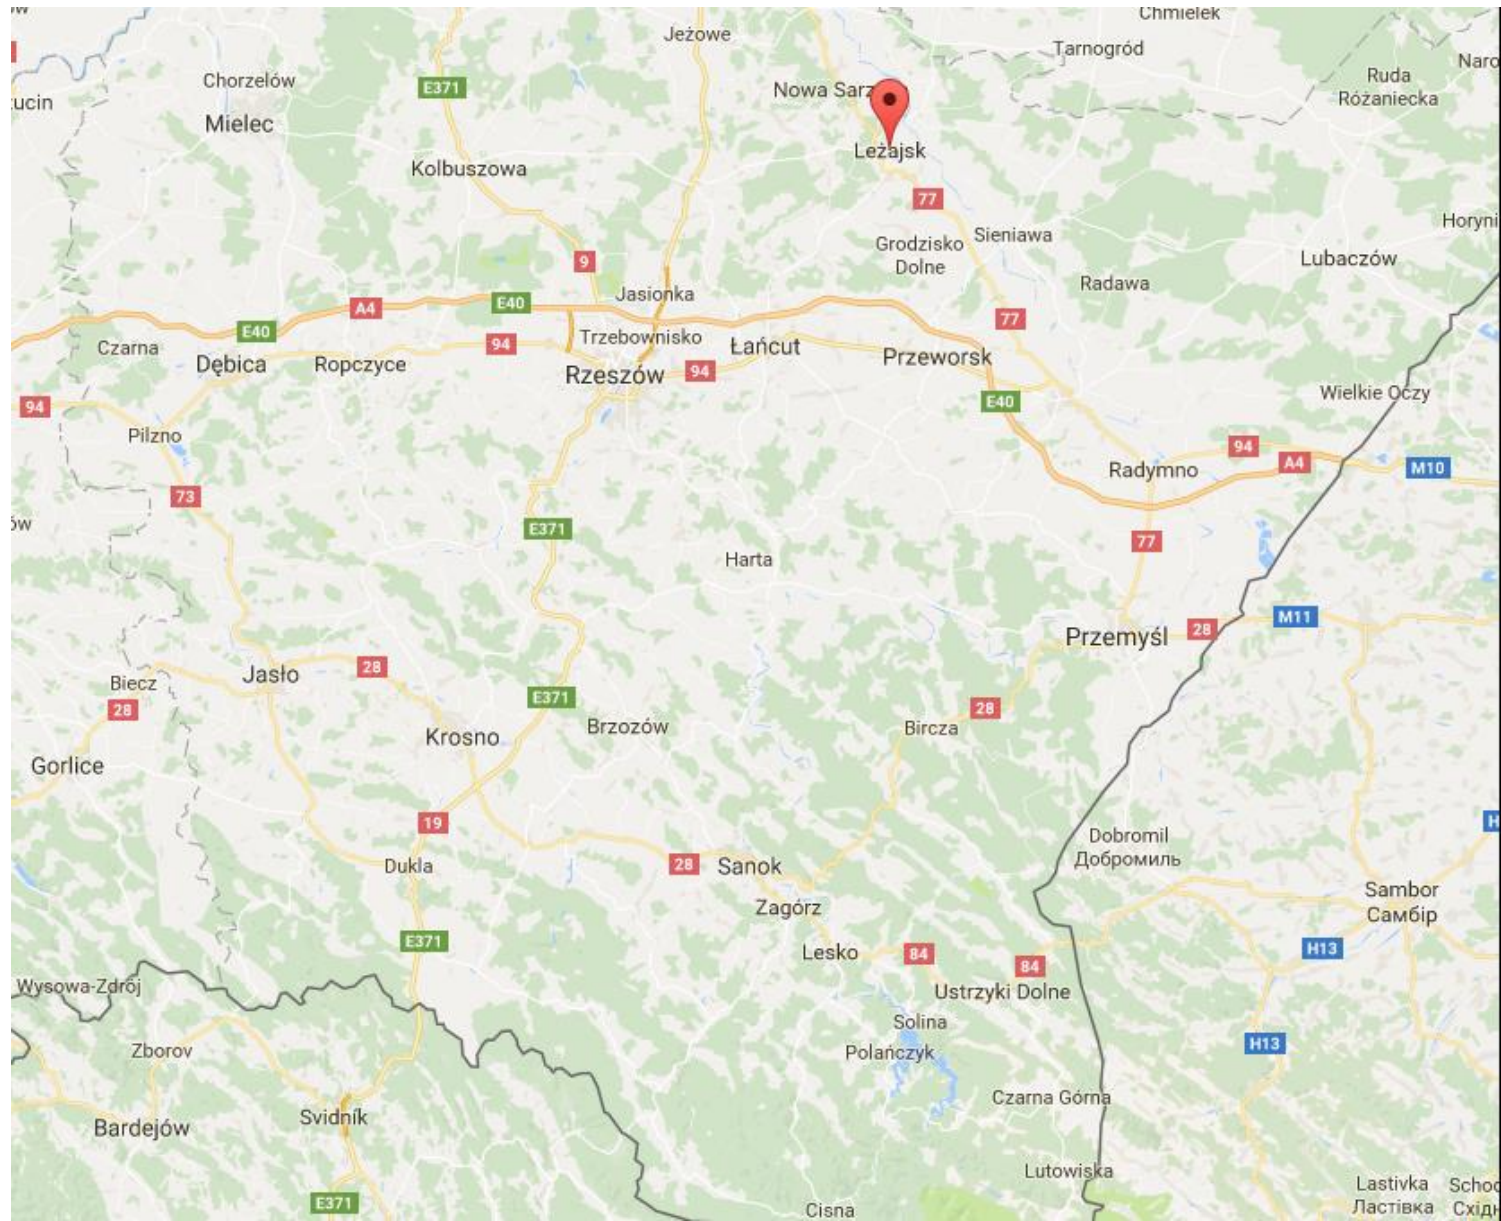 Chmielek
Jeżowe
Tarnogród
Chorzelów
E371
Nowa
Ruda
Różaniecka
Mielec
Leżajsk
Kolbuszowa
77
Grodzisko
Dolne
Sieniawa
9
Lubaczów
Radawa
Jasionka
E40
A4
E40
77
Trzebownisko
Czarna
94
Łańcut
Dębica
Ropczyce
Przeworsk
Rzeszów
94
Wielkie Oczy
94
E40
Pilzno
94
Radymno
A4
M10
73
E371
77
Harta
M11
28
Przemyśl
28
Jasło
Biecz
28
E371
28
Brzozów
Bircza
Krosno
Gorlice
19
Dobromil
Добромиль
28
Sanok
Dukla
Sambor
Самбір
Zagórz
E371
H13
Lesko
84
84
Wysowa-Zdrój
Ustrzyki Dolne
Solina
H13
Zborov
Polańczyk
Czarna Górna
Svidník
Bardejów
Lutowiska
Lastivka
Ластівка
E371
Cisna